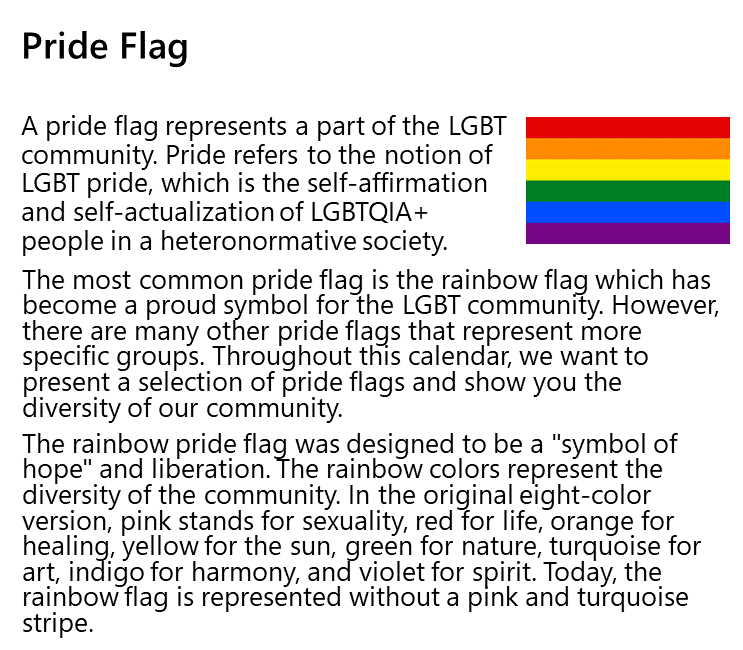 Pride Flag
A pride flag represents a part of the LGBT
community. Pride refers to the notion of
LGBT pride, which is the self-affirmation
and self-actualization of LGBTQIA+
people in a heteronormative society.
The most common pride flag is the rainbow flag which has
become a proud symbol for the LGBT community. However,
there are many other pride flags that represent more
specific groups. Throughout this calendar, we want to
present a selection of pride flags and show you the
diversity of our community.
The rainbow pride flag was designed to be a "symbol of
hope" and liberation. The rainbow colors represent the
diversity of the community. In the original eight-color
version, pink stands for sexuality, red for life, orange for
healing, yellow for the sun, green for nature, turquoise for
art, indigo for harmony, and violet for spirit. Today, the
rainbow flag is represented without a pink and turquoise
stripe.